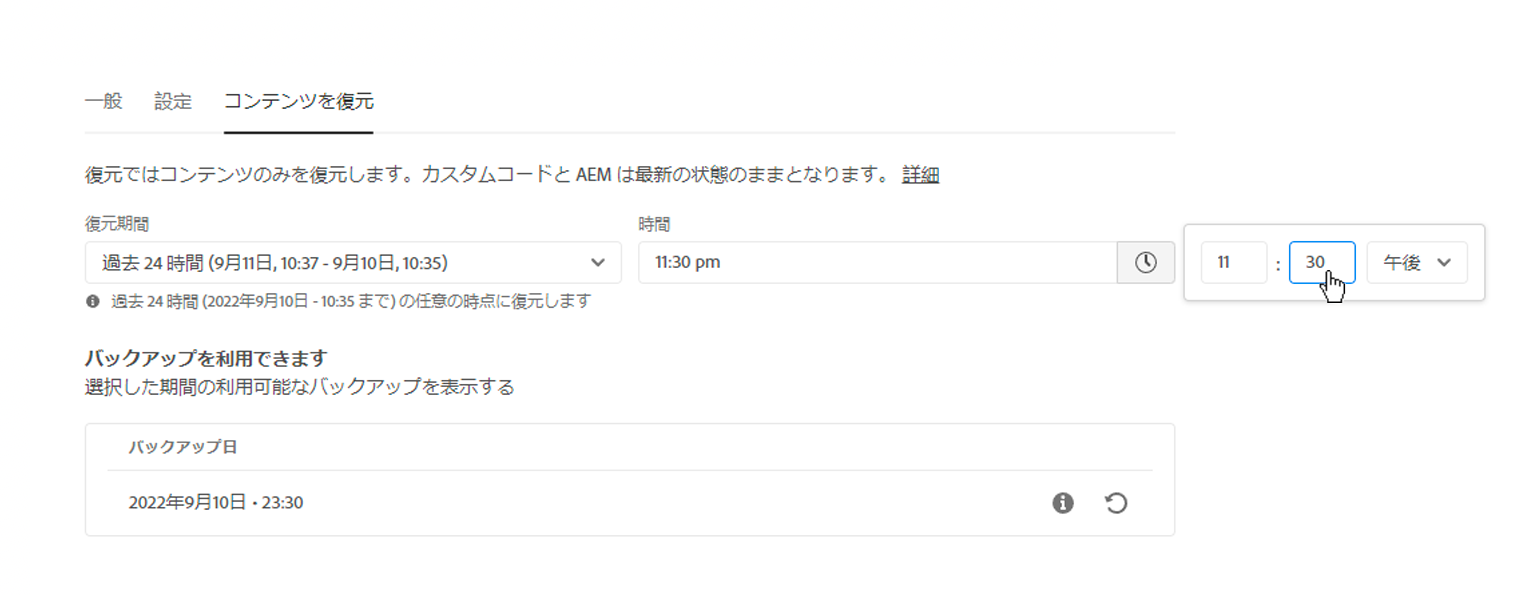 一般 設定 コンテンツを復元
復元ではコンテンツのみを復元します。カスタムコードと AEM は最新の状態のままとなります。 詳細
復元期間 時間
過去 24 時間 (9月11日, 10:37 - 9月10日, 10:35) 11:30 pm 11 : 30 午後
過去 24 時間 (2022年9月10日 - 10:35 まで) の任意の時点に復元します
バックアップを利用できます
選択した期間の利用可能なバックアップを表示する
バックアップ日
2022年9月10日・23:30